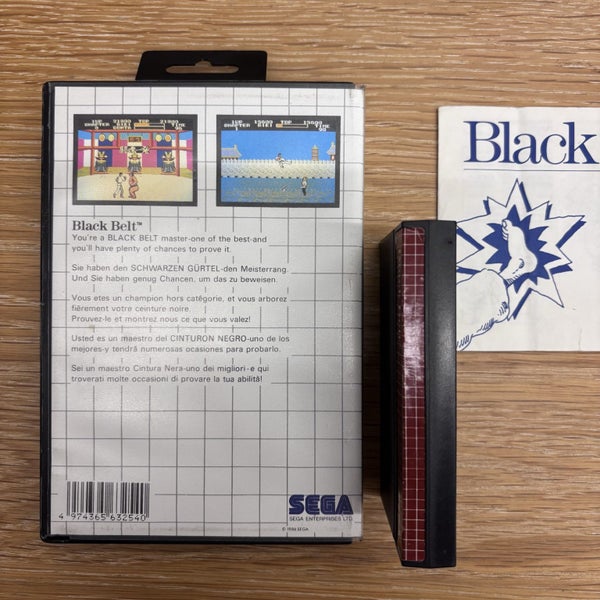 Black
Black Belt™
You're a BLACK BELT master-one of the best-and
you'll have plenty of chances to prove it.
Sie haben den SCHWARZEN GÜRTEL-den Meisterrang.
Und Sie haben genug Chancen, um das zu beweisen.
Vous etes un champion hors catégorie, et vous arborez
fièrement votre ceinture noire.
Prouvez-le et montrez nous ce que vous valez!
Usted es un maestro del CINTURON NEGRO-uno de los
mejores-y tendrá numerosas ocasiones para probarlo.
Sei un maestro Cintura Nera-uno dei migliori-e qui
troverati molte occasioni di provare la tua abilità!
4 974365 632540
SEGA
SEGA ENTERPRISES LTD.
© 1986 SEGA